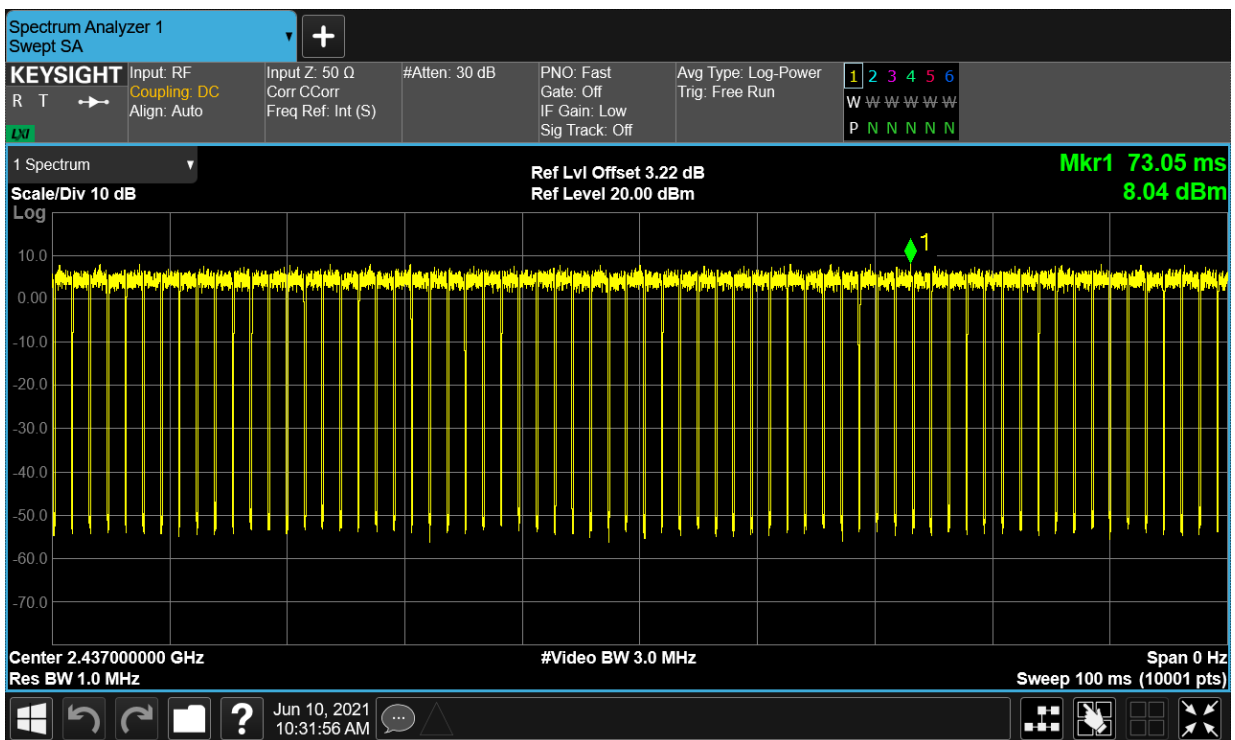 Spectrum Analyzer 1
Swept SA
+
KEYSIGHT
R T
LXI
Input: RF
Coupling: DC
Align: Auto
Input Z: 50 Ω
Corr CCorr
Freq Ref: Int (S)
#Atten: 30 dB
PNO: Fast
Gate: Off
IF Gain: Low
Sig Track: Off
Avg Type: Log-Power
Trig: Free Run
1 2 3 4 5 6
W W W W W W
P N N N N N
1 Spectrum
Scale/Div 10 dB
Ref Lvl Offset 3.22 dB
Ref Level 20.00 dBm
Mkr1 73.05 ms
8.04 dBm
Log
10.0
0.00
-10.0
-20.0
-30.0
-40.0
-50.0
-60.0
-70.0
1
Center 2.437000000 GHz
Res BW 1.0 MHz
#Video BW 3.0 MHz
Span 0 Hz
Sweep 100 ms (10001 pts)
?
Jun 10, 2021
10:31:56 AM